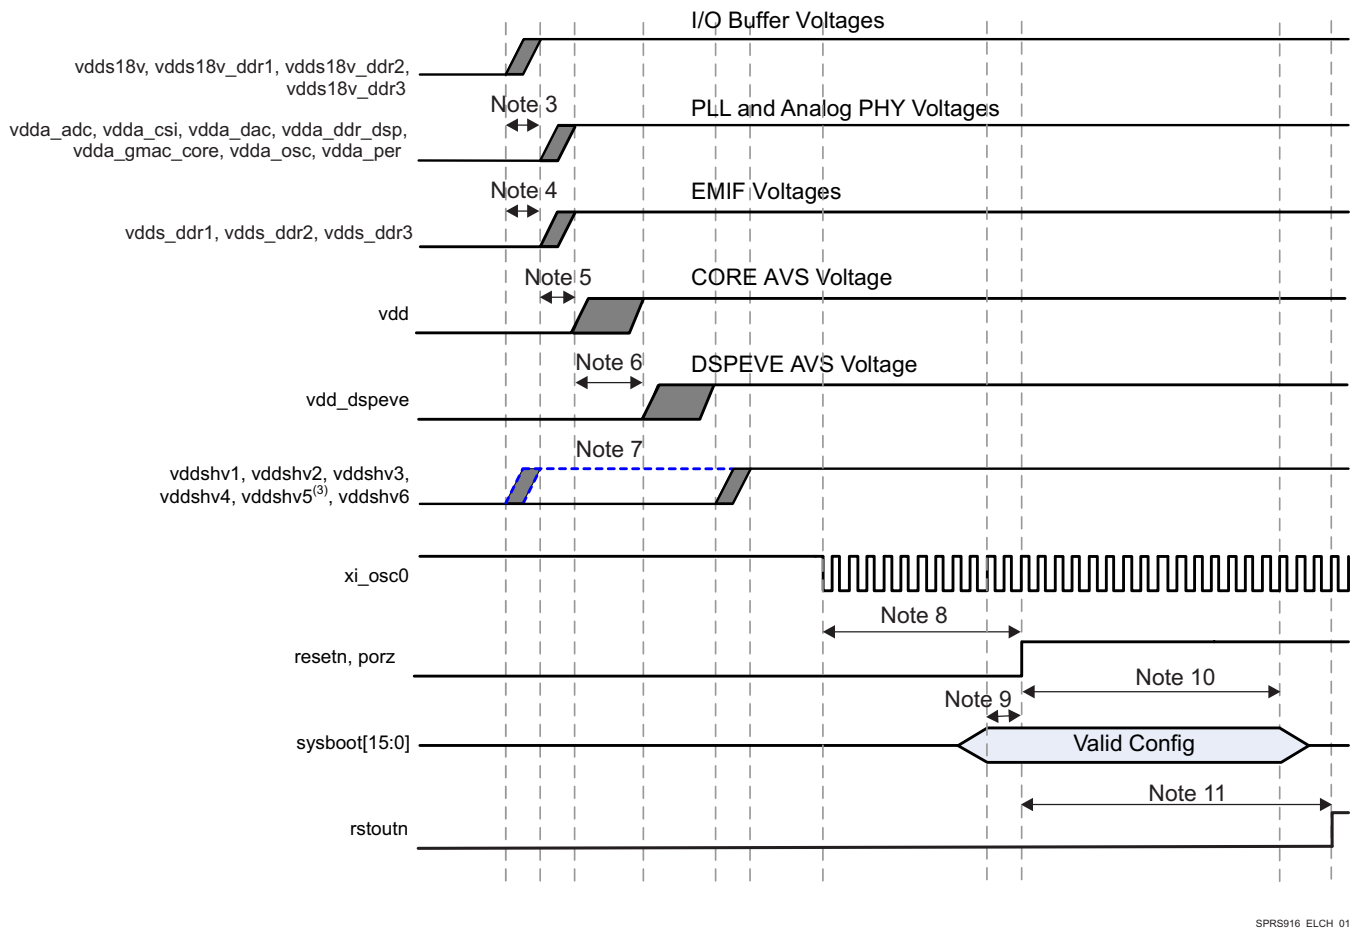 I/O Buffer Voltages
vdds18v, vdds18v_ddr1, vdds18v_ddr2,
vdds18v_ddr3
Note 3
PLL and Analog PHY Voltages
vdda_adc, vdda_csi, vdda_dac, vdda_ddr_dsp,
vdda_gmac_core, vdda_osc, vdda_per
Note 4
EMIF Voltages
vdds_ddr1, vdds_ddr2, vdds_ddr3
Note 5
CORE AVS Voltage
vdd
Note 6
DSPEVE AVS Voltage
vdd_dspeve
Note 7
vddshv1, vddshv2, vddshv3,
vddshv4, vddshv5(3), vddshv6
xi_osc0
Note 8
resetn, porz
Note 10
Note 9
sysboot[15:0]
Valid Config
Note 11
rstoutn
SPRS916_ELCH_01